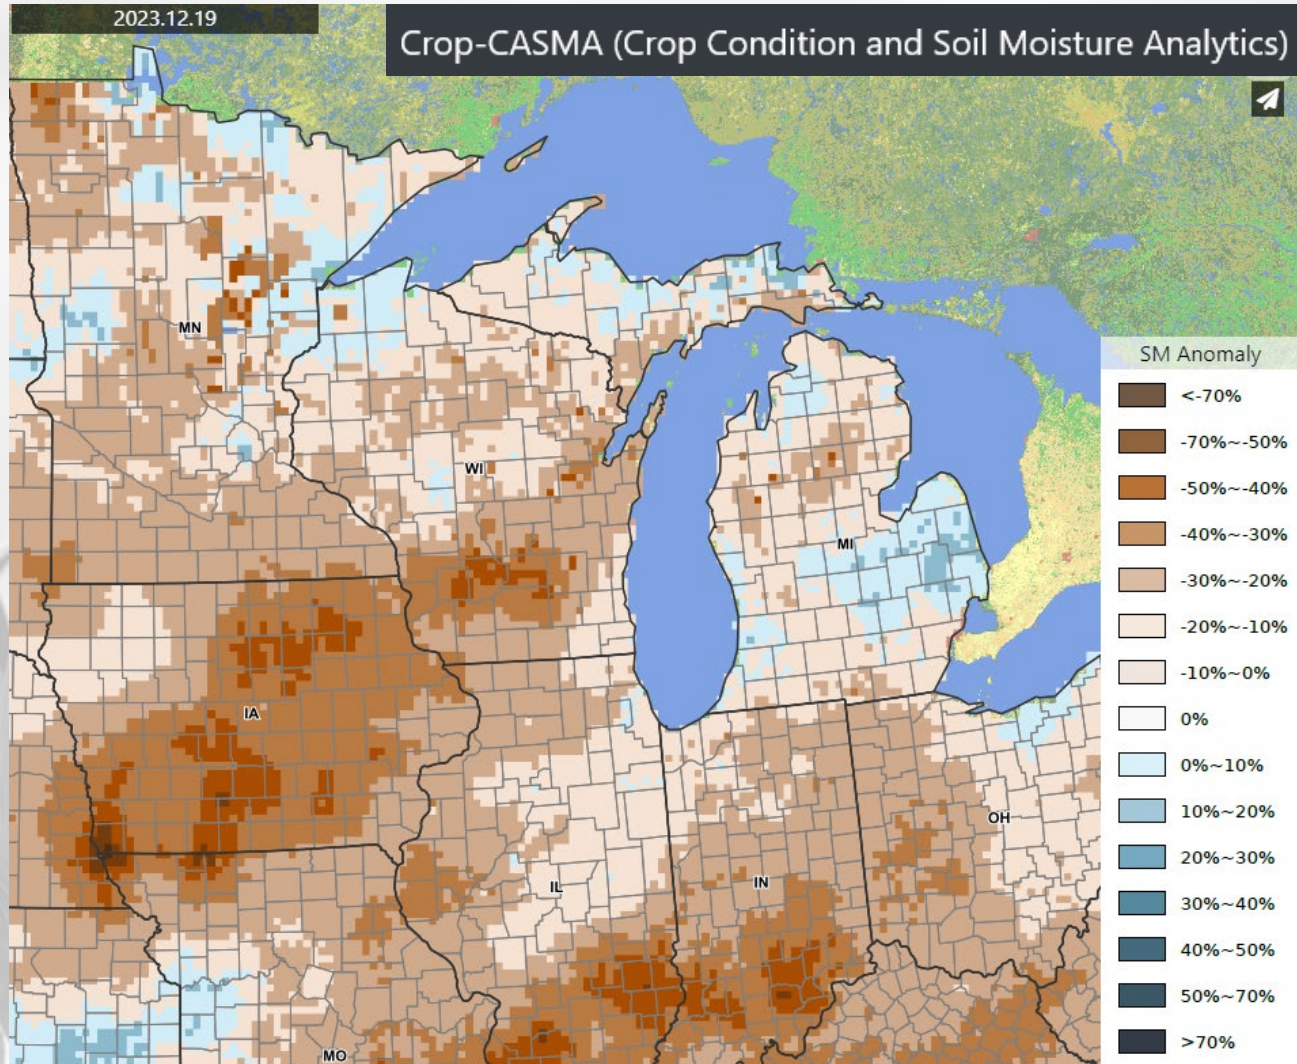 2023.12.19
Crop-CASMA (Crop Condition and Soil Moisture Analytics)
MN
WI
MI
SM Anomaly
<-70%
-70%~-50%
-50%~-40%
-40%~-30%
-30%~-20%
-20%~-10%
-10%~0%
0%
0%~10%
10%~20%
20%~30%
30%~40%
40%~50%
50%~70%
>70%
IA
OH
IL
IN
MO